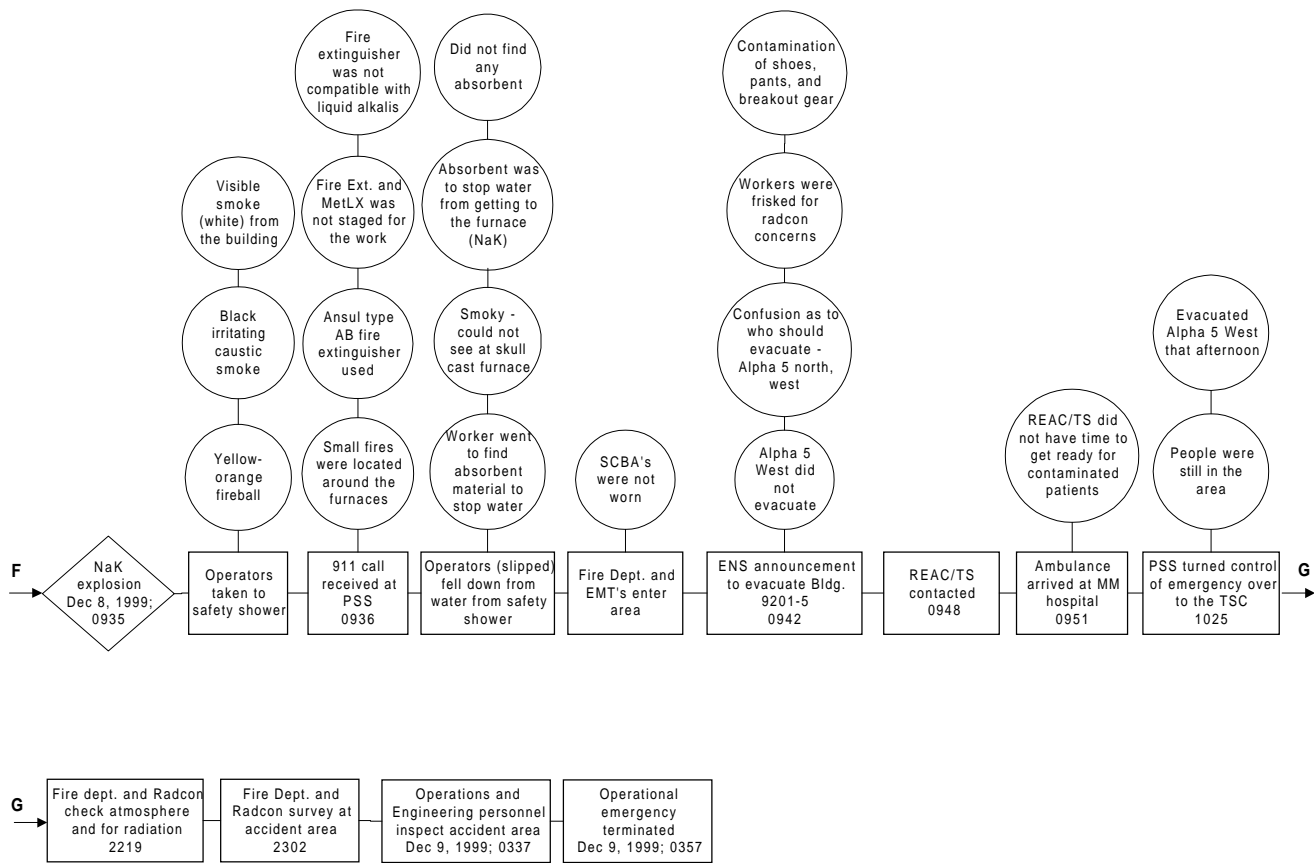 Fire
extinguisher
was not
compatible with
liquid alkalis
Did not find
any
absorbent
Contamination
of shoes,
pants, and
breakout gear
Visible
smoke
(white) from
the building
Fire Ext. and
MetLX was
not staged for
the work
Absorbent was
to stop water
from getting to
the furnace
(NaK)
Workers were
frisked for
radcon
concerns
Black
irritating
caustic
smoke
Ansul type
AB fire
extinguisher
used
Smoky -
could not
see at skull
cast furnace
Confusion as to
who should
evacuate -
Alpha 5 north,
west
Evacuated
Alpha 5 West
that afternoon
Yellow-
orange
fireball
Small fires
were located
around the
furnaces
Worker went
to find
absorbent
material to
stop water
SCBA's
were not
worn
Alpha 5
West did
not
evacuate
REAC/TS did
not have time to
get ready for
contaminated
patients
People were
still in the
area
F
NaK
explosion
Dec 8, 1999;
0935
Operators
taken to
safety shower
911 call
received at
PSS
0936
Operators (slipped)
fell down from
water from safety
shower
Fire Dept. and
EMT's enter
area
ENS announcement
to evacuate Bldg.
9201-5
0942
REAC/TS
contacted
0948
Ambulance
arrived at MM
hospital
0951
PSS turned control
of emergency over
to the TSC
1025
G
G
Fire dept. and Radcon
check atmosphere
and for radiation
2219
Fire Dept. and
Radcon survey at
accident area
2302
Operations and
Engineering personnel
inspect accident area
Dec 9, 1999; 0337
Operational
emergency
terminated
Dec 9, 1999; 0357